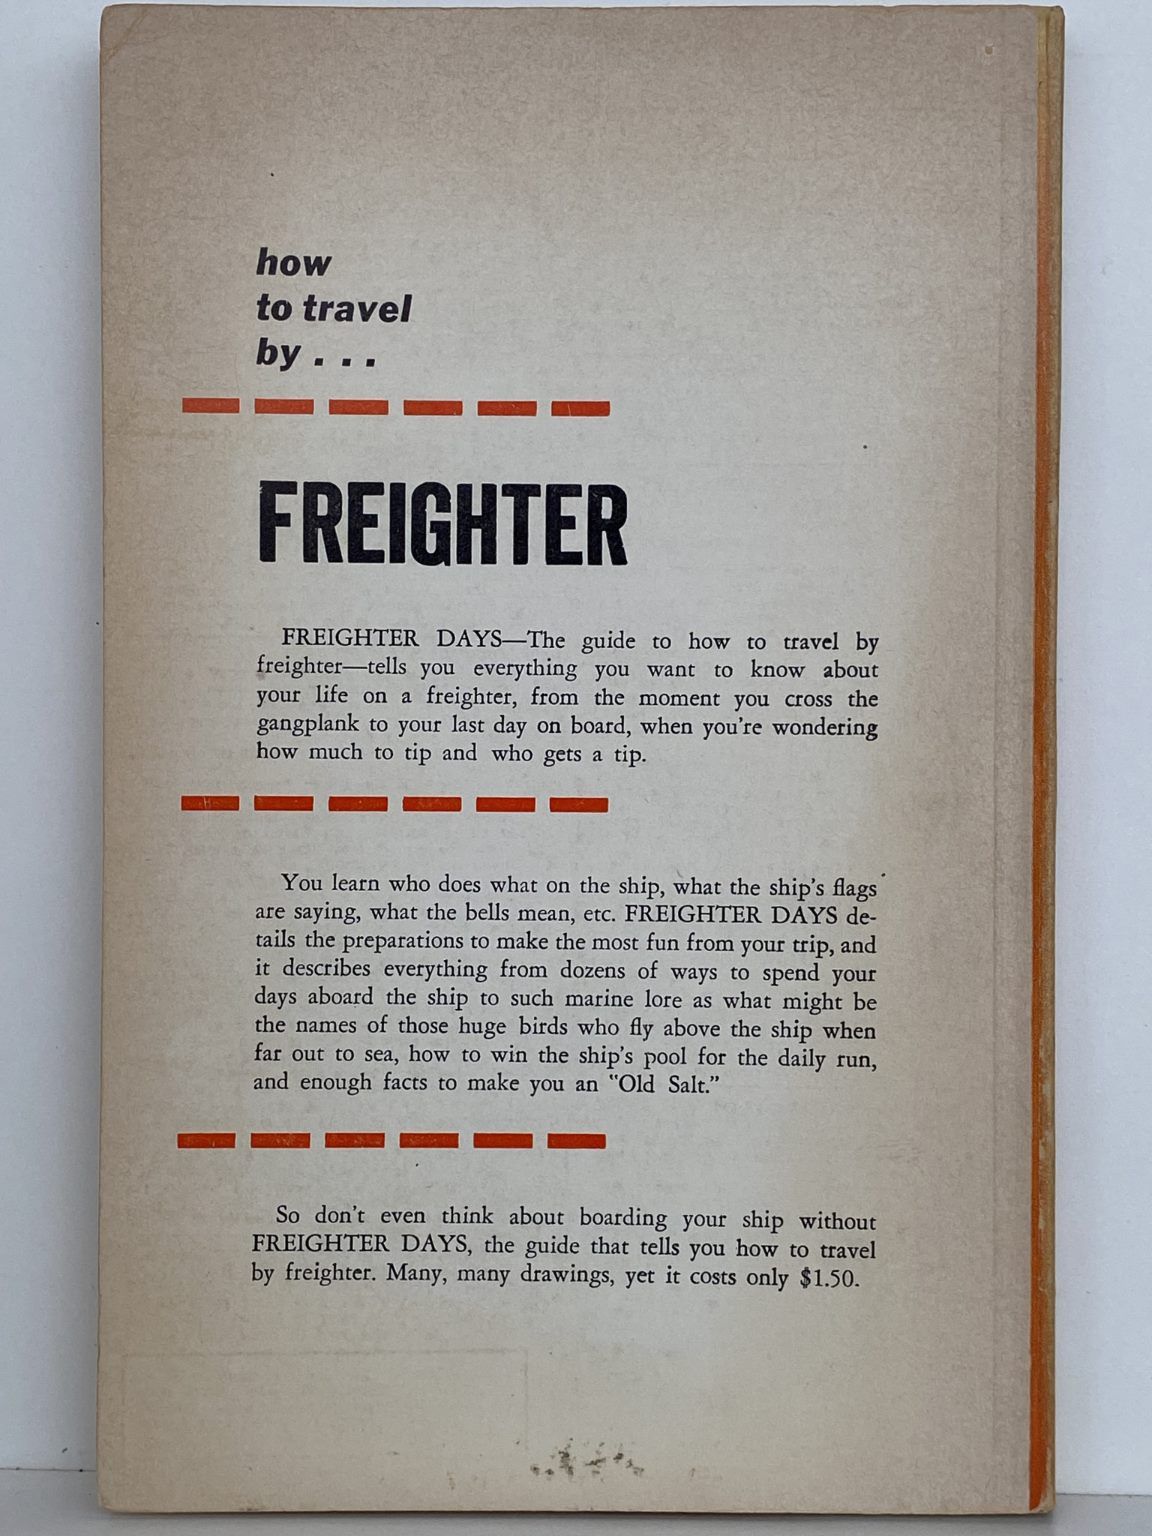 how
to travel
by . . .
FREIGHTER
FREIGHTER DAYS—The guide to how to travel by
freighter—tells you everything you want to know about
your life on a freighter, from the moment you cross the
gangplank to your last day on board, when you're wondering
how much to tip and who gets a tip.
You learn who does what on the ship, what the ship's flags
are saying, what the bells mean, etc. FREIGHTER DAYS de-
tails the preparations to make the most fun from your trip, and
it describes everything from dozens of ways to spend your
days aboard the ship to such marine lore as what might be
the names of those huge birds who fly above the ship when
far out to sea, how to win the ship's pool for the daily run,
and enough facts to make you an "Old Salt."
So don't even think about boarding your ship without
FREIGHTER DAYS, the guide that tells you how to travel
by freighter. Many, many drawings, yet it costs only $1.50.